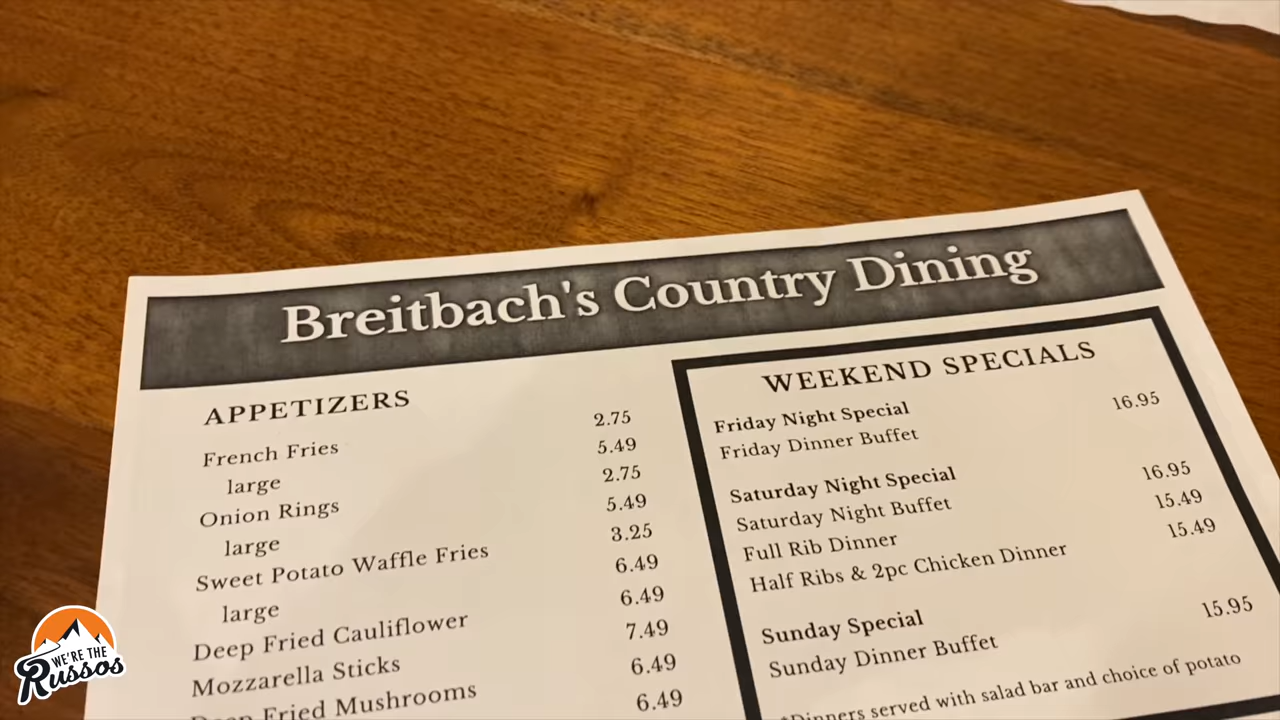 Breitbach's Country Dining
APPETIZERS
French Fries 2.75
large 5.49
Onion Rings 2.75
large 5.49
Sweet Potato Waffle Fries 3.25
large 6.49
Deep Fried Cauliflower 6.49
Mozzarella Sticks 7.49
Deep Fried Mushrooms 6.49
6.49
WEEKEND SPECIALS
Friday Night Special
Friday Dinner Buffet 16.95
Saturday Night Special
Saturday Night Buffet 16.95
Full Rib Dinner 15.49
Half Ribs & 2pc Chicken Dinner 15.49
Sunday Special
Sunday Dinner Buffet 15.95
*Dinners served with salad bar and choice of potato
WE'RE THE
RUSSOS